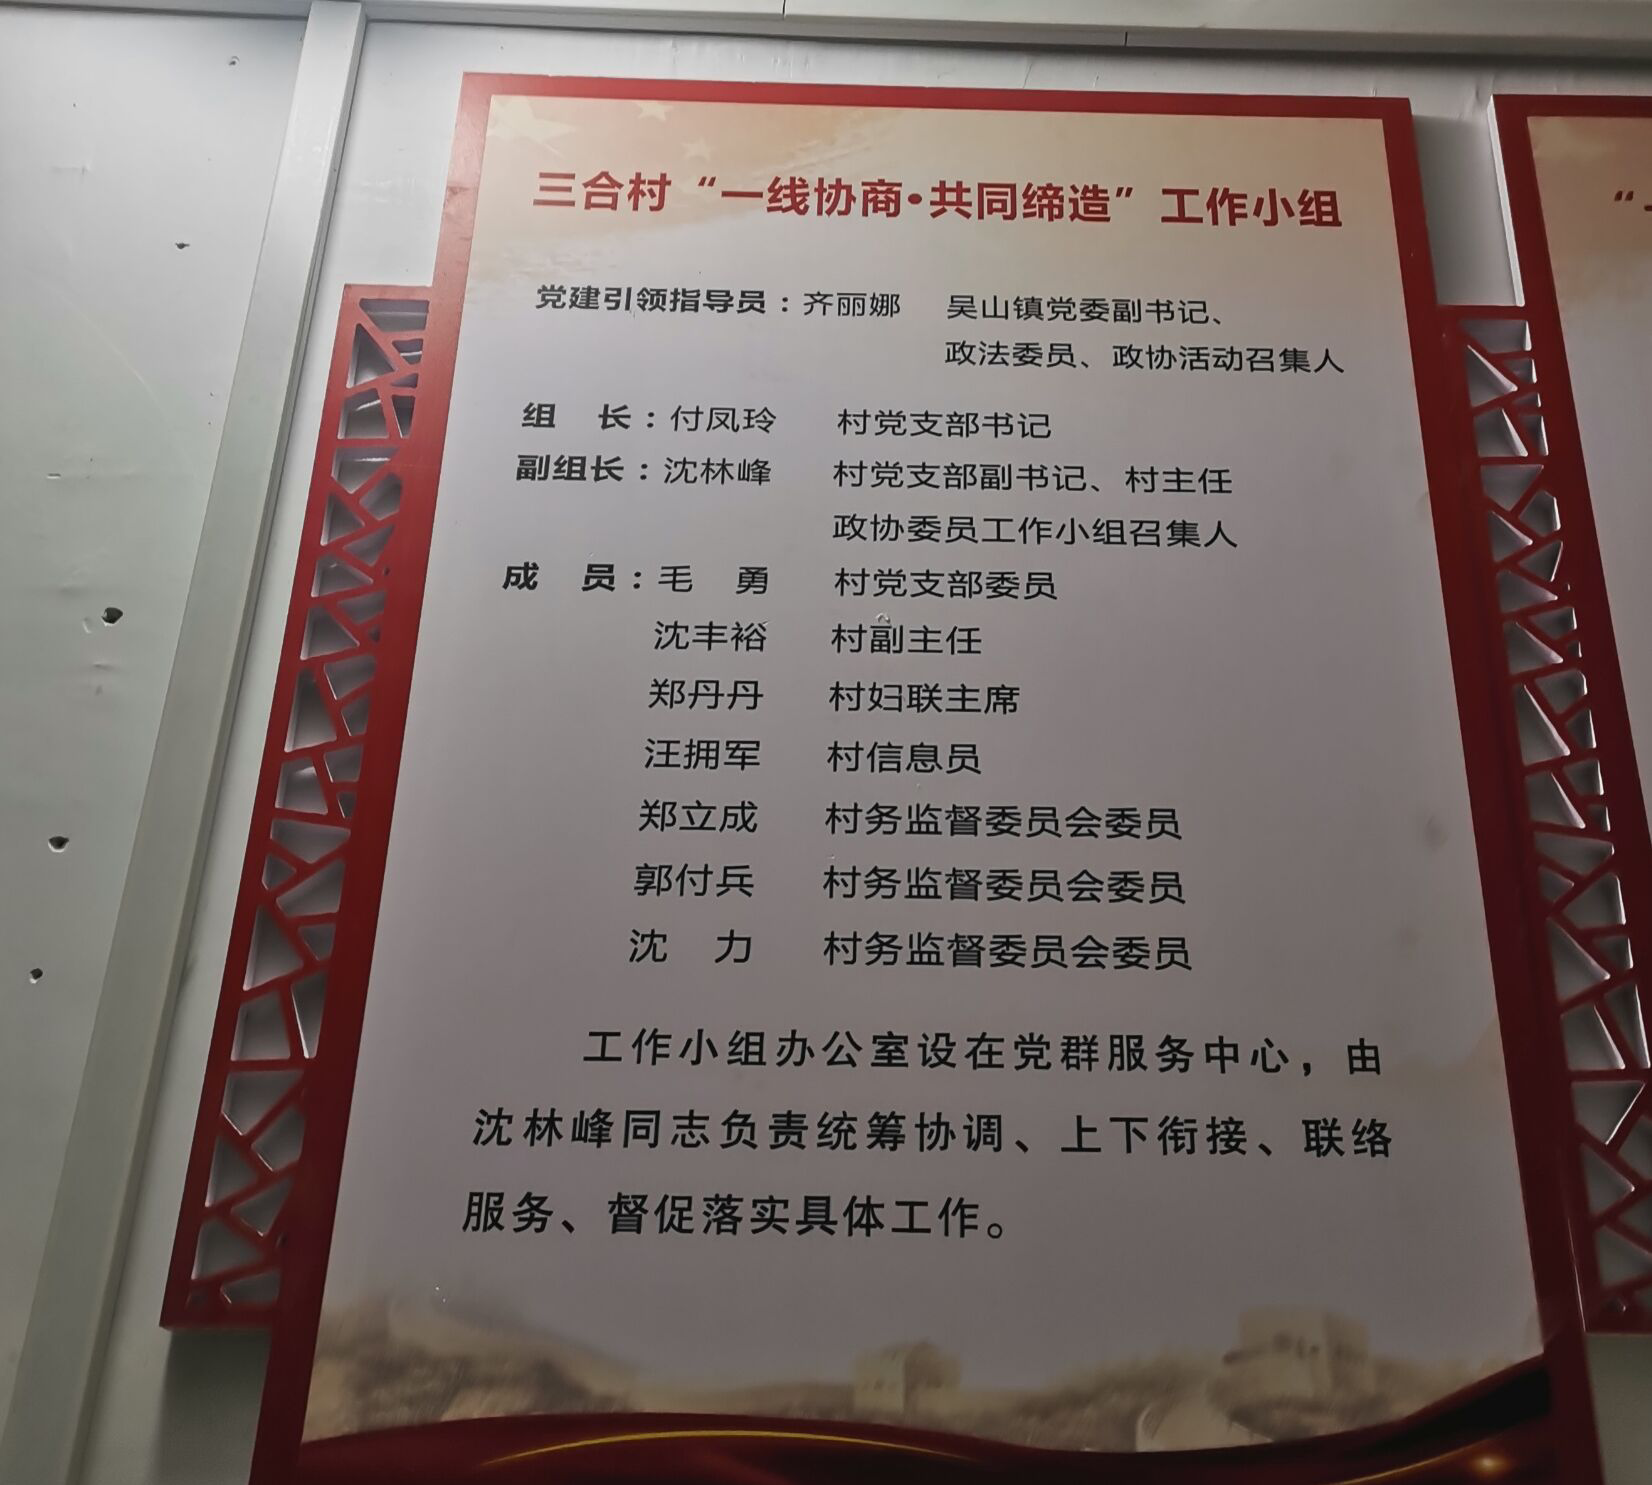 三合村“一线协商·共同缔造”工作小组
党建引领指导员：齐丽娜 吴山镇党委副书记、
政法委员、政协活动召集人
组 长：付凤玲 村党支部书记
副组长：沈林峰 村党支部副书记、村主任
政协委员工作小组召集人
成 员：毛 勇 村党支部委员
沈丰裕 村副主任
郑丹丹 村妇联主席
汪拥军 村信息员
郑立成 村务监督委员会委员
郭付兵 村务监督委员会委员
沈 力 村务监督委员会委员
工作小组办公室设在党群服务中心，由
沈林峰同志负责统筹协调、上下衔接、联络
服务、督促落实具体工作。